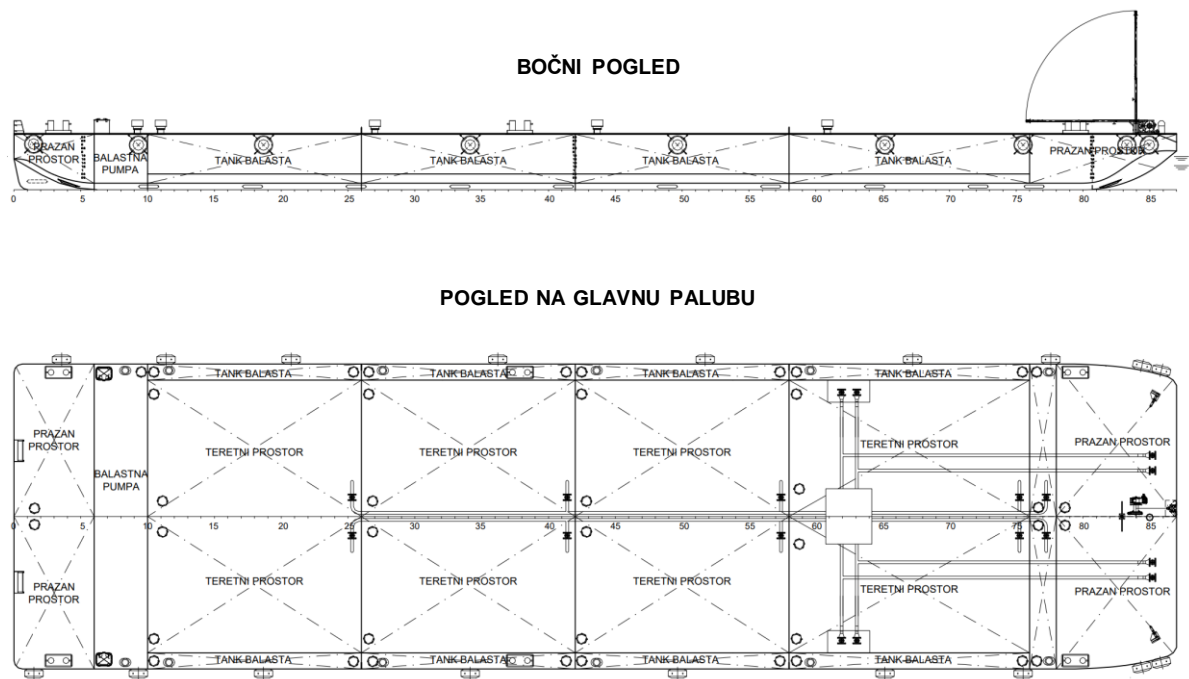 BOČNI POGLED
PRAZAN
PROSTOR
BALASTNA
PUMPA
TANK BALASTA
TANK BALASTA
TANK BALASTA
TANK BALASTA
PRAZAN PROSTOR
0 5 10 15 20 25 30 35 40 45 50 55 60 65 70 75 80 85
POGLED NA GLAVNU PALUBU
TANK BALASTA TANK BALASTA TANK BALASTA TANK BALASTA
PRAZAN
PROSTOR
BALASTNA
PUMPA
TERETNI PROSTOR
TERETNI PROSTOR
TERETNI PROSTOR
TERETNI PROSTOR
PRAZAN PROSTOR
0 5 10 15 20 25 30 35 40 45 50 55 60 65 70 75 80 85
PRAZAN
PROSTOR
TERETNI PROSTOR
TERETNI PROSTOR
TERETNI PROSTOR
TERETNI PROSTOR
PRAZAN PROSTOR
TANK BALASTA TANK BALASTA TANK BALASTA TANK BALASTA